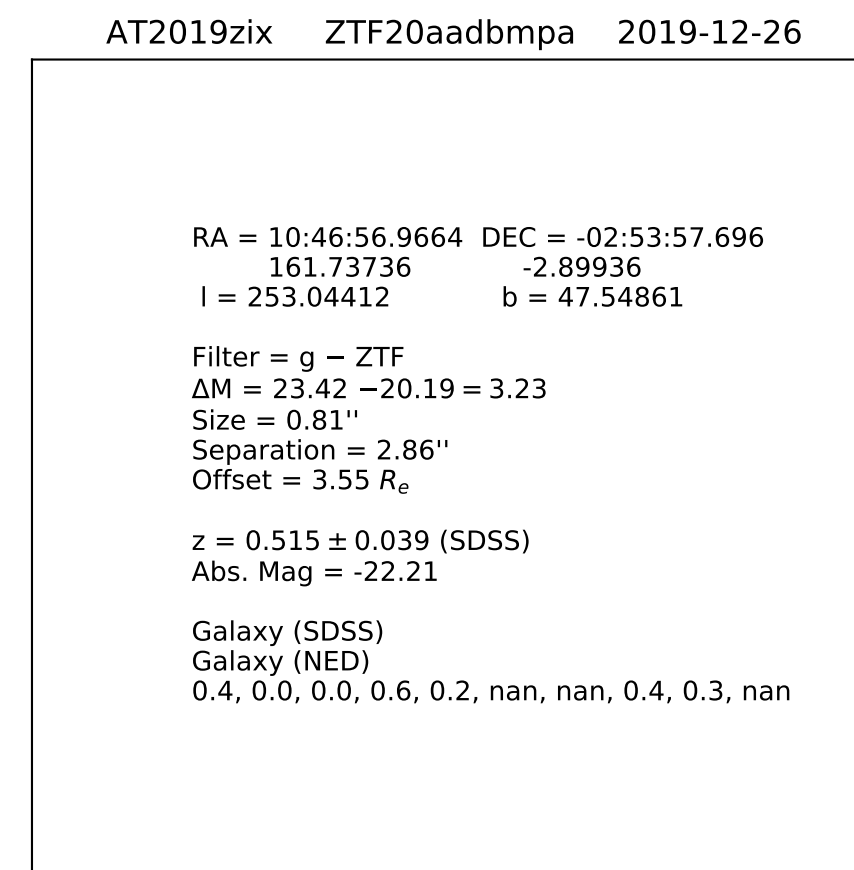 AT2019zix ZTF20aadbmpa 2019-12-26
RA = 10:46:56.9664 DEC = -02:53:57.696
161.73736 -2.89936
l = 253.04412 b = 47.54861
Filter = g − ZTF
ΔM = 23.42 −20.19 = 3.23
Size = 0.81''
Separation = 2.86''
Offset = 3.55 Rₑ
z = 0.515 ± 0.039 (SDSS)
Abs. Mag = -22.21
Galaxy (SDSS)
Galaxy (NED)
0.4, 0.0, 0.0, 0.6, 0.2, nan, nan, 0.4, 0.3, nan